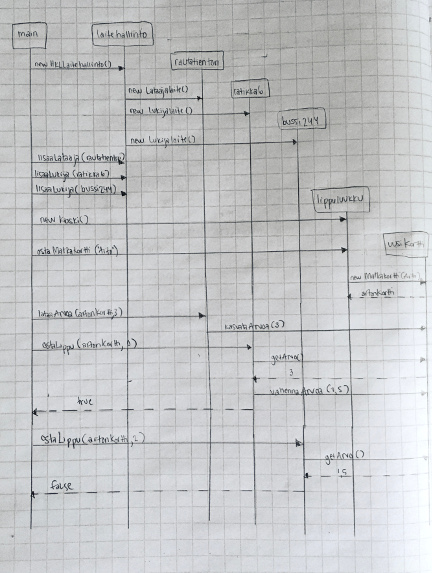 main
laitehallinto
rautatientori
ratikka6
bussi244
new HKLLaitehallinto()
new Lataajalaite()
new Lukijalaite()
new Lukijalaite()
lisaaLataaja(rautatientori)
lisaaLukija(ratikka6)
lisaaLukija(bussi244)
lippuluukku
new Kioski()
uusikortti
ostaMatkakortti(Arto)
new Matkakortti(Arto)
artonkortti
lataaArvoa(artonkortti,3)
kasvataArvoa(3)
ostaLippu(artonkortti, 0)
getArvo()
3
vahennaArvoa(1,5)
true
ostaLippu(artonkortti,2)
getArvo()
1,5
false